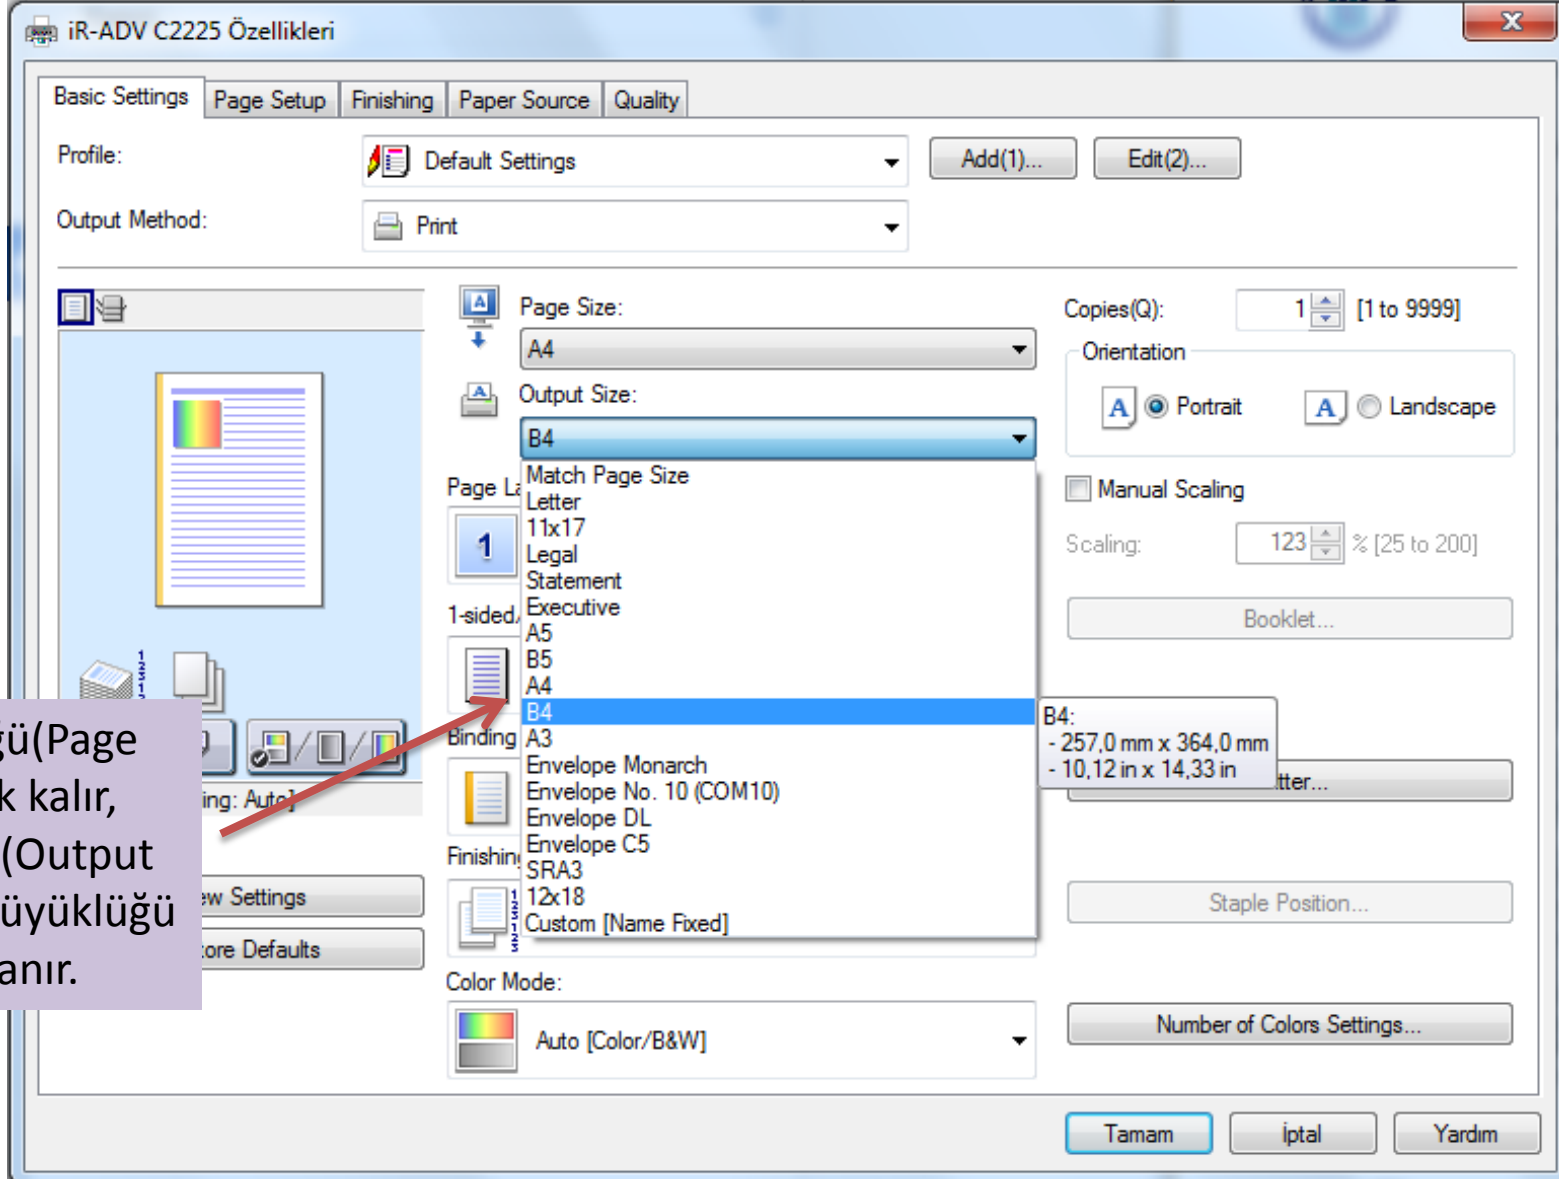 iR-ADV C2225 Özellikleri
x
Basic Settings Page Setup Finishing Paper Source Quality
Profile:
Default Settings
Add(1)... Edit(2)...
Output Method:
Print
Page Size:
A4
Output Size:
B4
Match Page Size
Letter
11x17
Legal
Statement
Executive
A5
B5
A4
B4
A3
Envelope Monarch
Envelope No. 10 (COM10)
Envelope DL
Envelope C5
SRA3
12x18
Custom [Name Fixed]
B4:
- 257,0 mm x 364,0 mm
- 10,12 in x 14,33 in
Page L
1
1-sided
Binding
Finishin
Color Mode:
Auto [Color/B&W]
Copies(Q): 1 [1 to 9999]
Orientation
A Portrait A Landscape
Manual Scaling
Scaling: 123 % [25 to 200]
Booklet...
tter...
Staple Position...
Number of Colors Settings...
ing: Auto]
ew Settings
ore Defaults
ü(Page
k kalır,
(Output
üyüklüğü
anır.
Tamam İptal Yardım